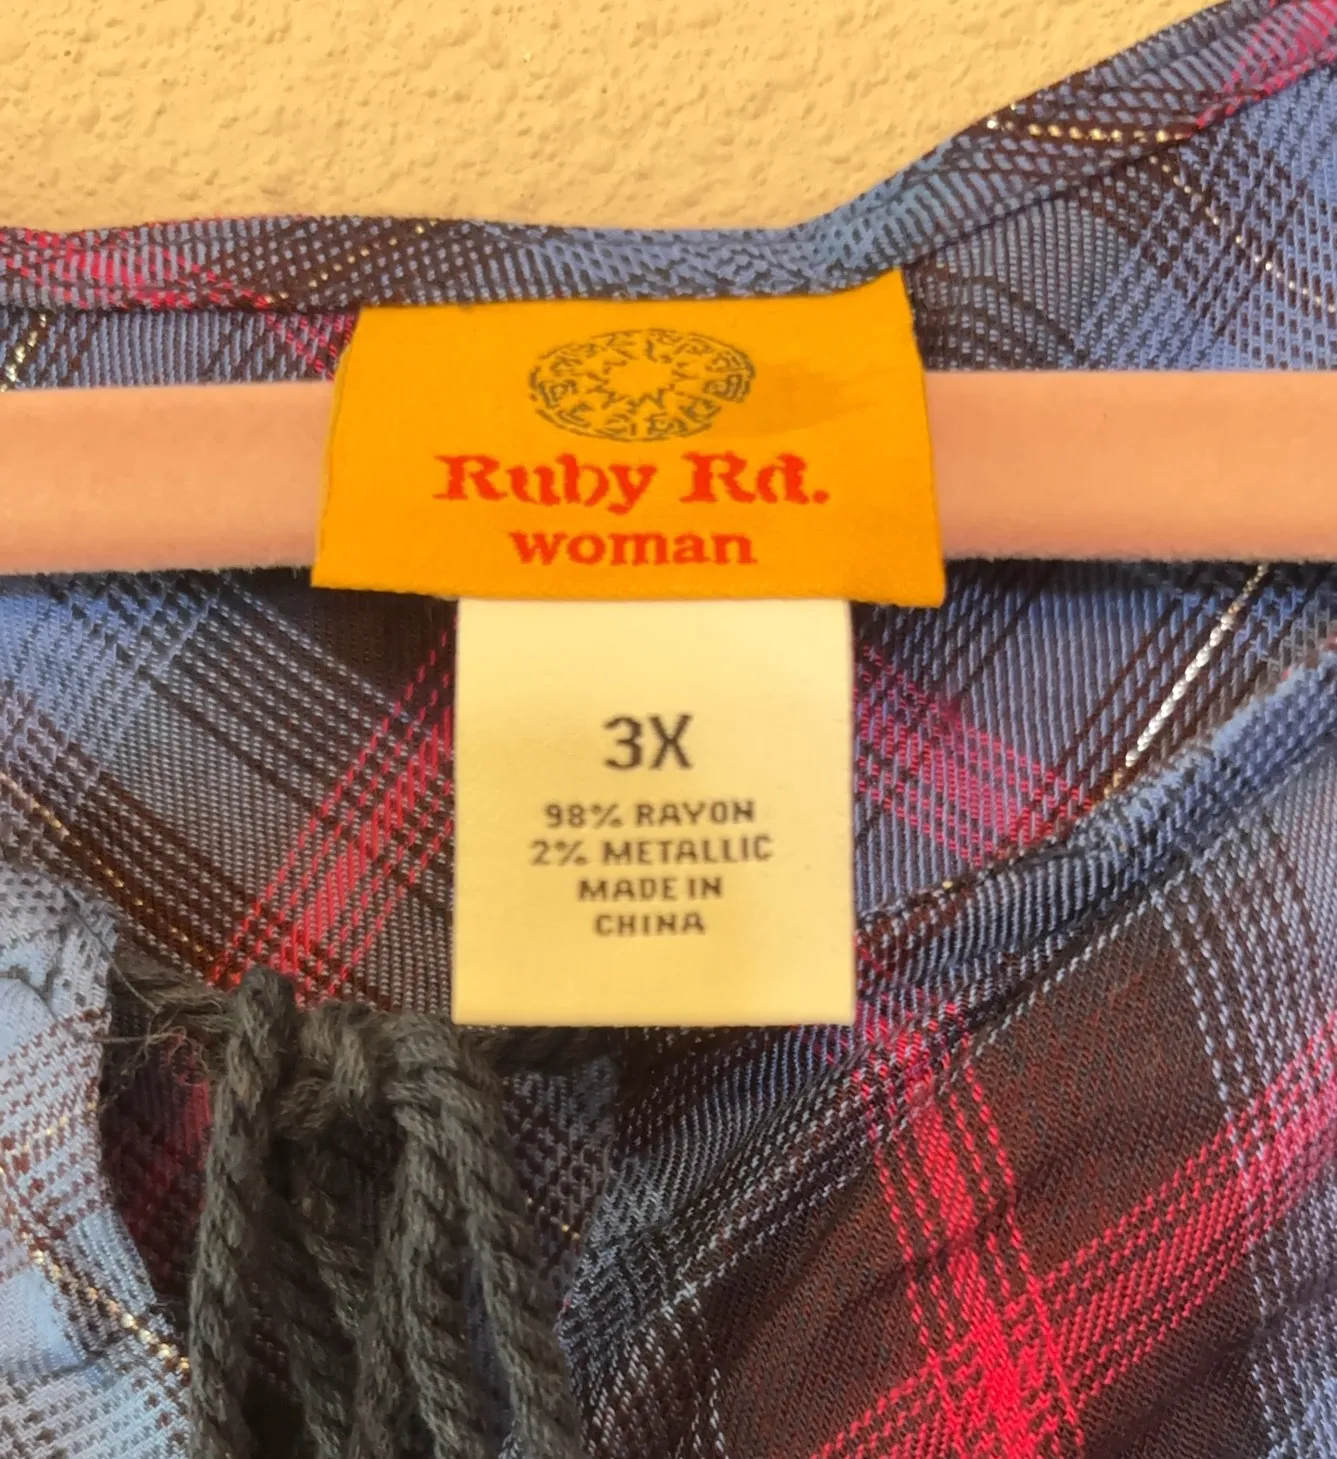 Ruby Rd.
woman
3X
98% RAYON
2% METALLIC
MADE IN
CHINA